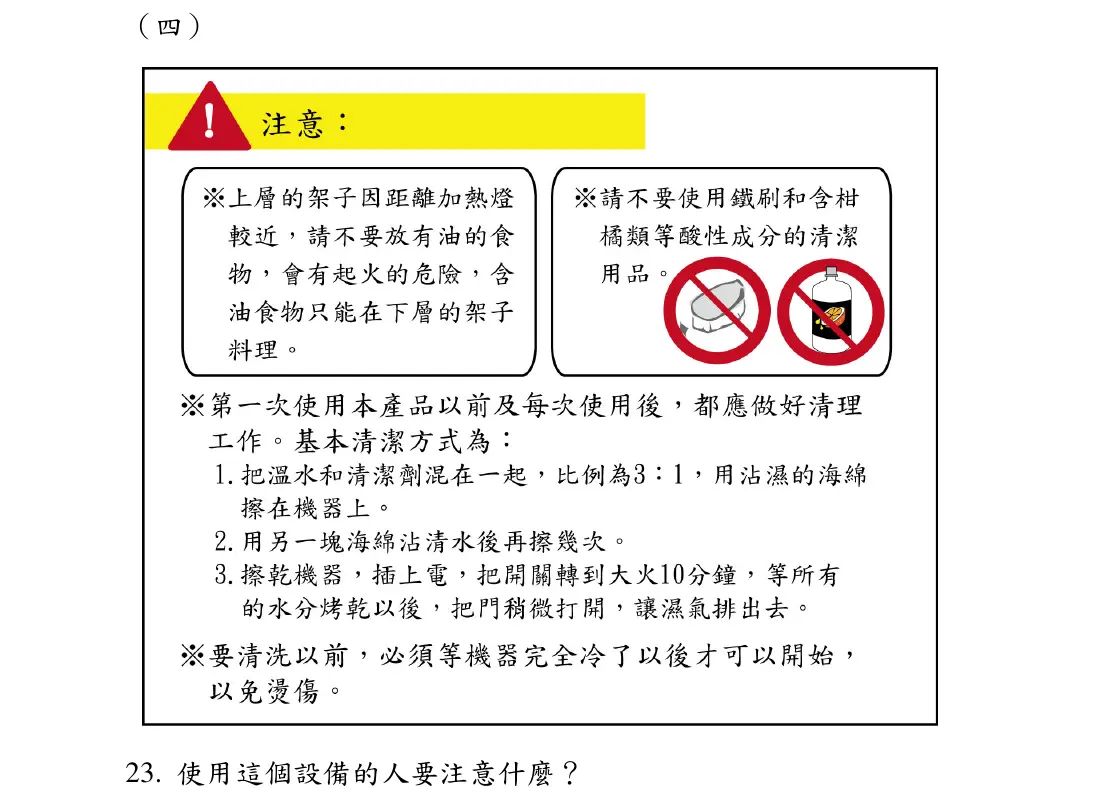 （四）
注意：
※上層的架子因距離加熱燈
較近，請不要放有油的食
物，會有起火的危險，含
油食物只能在下層的架子
料理。
※請不要使用鐵刷和含柑
橘類等酸性成分的清潔
用品。
※第一次使用本產品以前及每次使用後，都應做好清理
工作。基本清潔方式為：
1.把溫水和清潔劑混在一起，比例為3：1，用沾濕的海綿
擦在機器上。
2.用另一塊海綿沾清水後再擦幾次。
3.擦乾機器，插上電，把開關轉到大火10分鐘，等所有
的水分烤乾以後，把門稍微打開，讓濕氣排出去。
※要清洗以前，必須等機器完全冷了以後才可以開始，
以免燙傷。
23. 使用這個設備的人要注意什麼？